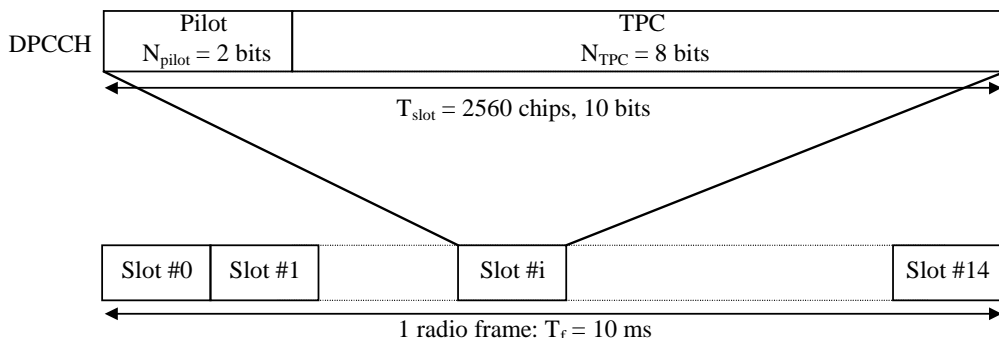 Pilot TPC
DPCCH
N_pilot = 2 bits N_TPC = 8 bits
T_slot = 2560 chips, 10 bits
Slot #0 Slot #1 Slot #i Slot #14
1 radio frame: T_f = 10 ms